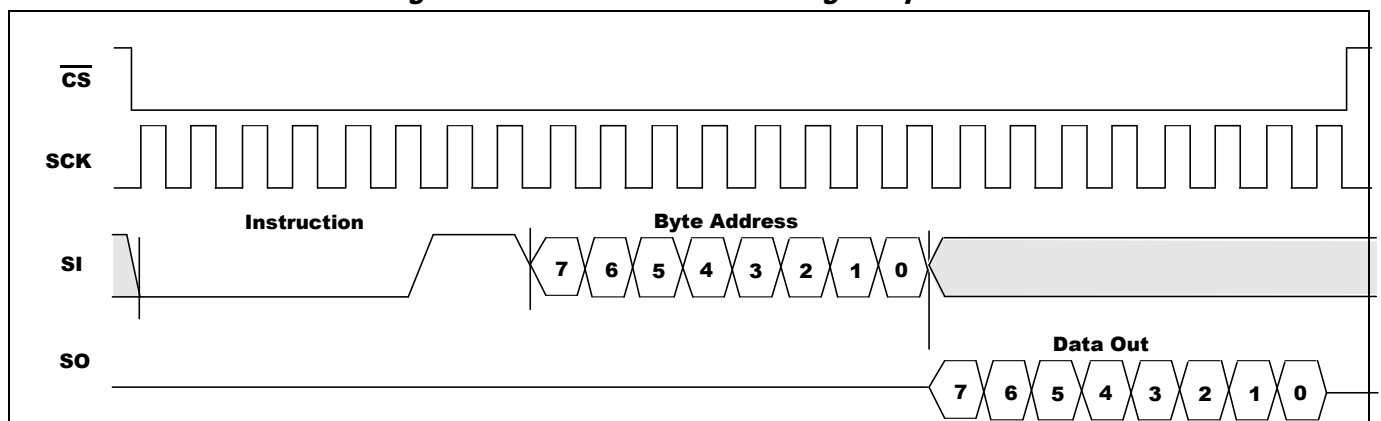 CS
SCK
Instruction
Byte Address
SI
7 6 5 4 3 2 1 0
Data Out
SO
7 6 5 4 3 2 1 0